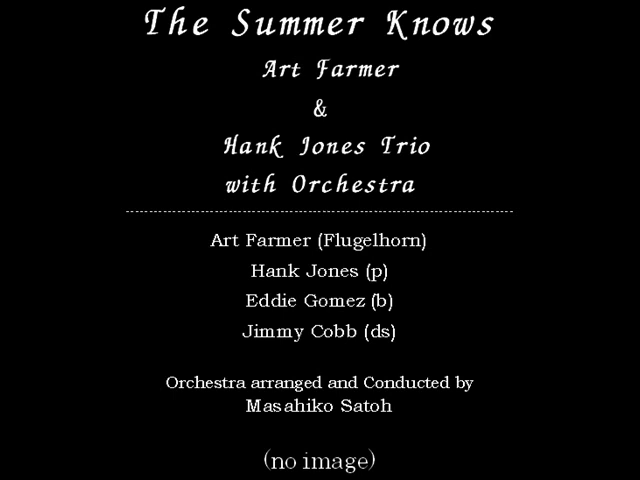 The Summer Knows
Art Farmer
&
Hank Jones Trio
with Orchestra
Art Farmer (Flugelhorn)
Hank Jones (p)
Eddie Gomez (b)
Jimmy Cobb (ds)
Orchestra arranged and Conducted by
Masahiko Satoh
(no image)